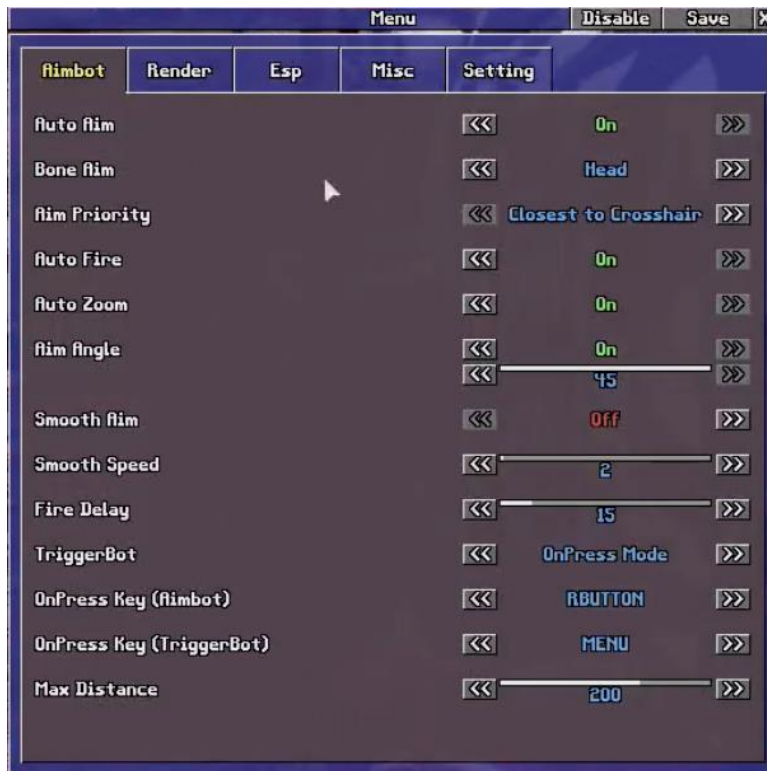 Menu Disable Save X
Aimbot Render Esp Misc Setting
Auto Aim On
Bone Aim Head
Aim Priority Closest to Crosshair
Auto Fire On
Auto Zoom On
Aim Angle On
45
Smooth Aim Off
Smooth Speed 2
Fire Delay 15
TriggerBot OnPress Mode
OnPress Key (Aimbot) RBUTTON
OnPress Key (TriggerBot) MENU
Max Distance 200